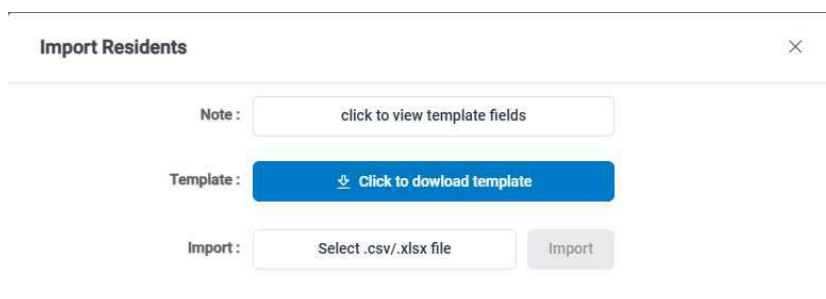 Import Residents
Note : click to view template fields
Template : Click to dowload template
Import : Select .csv/.xlsx file Import